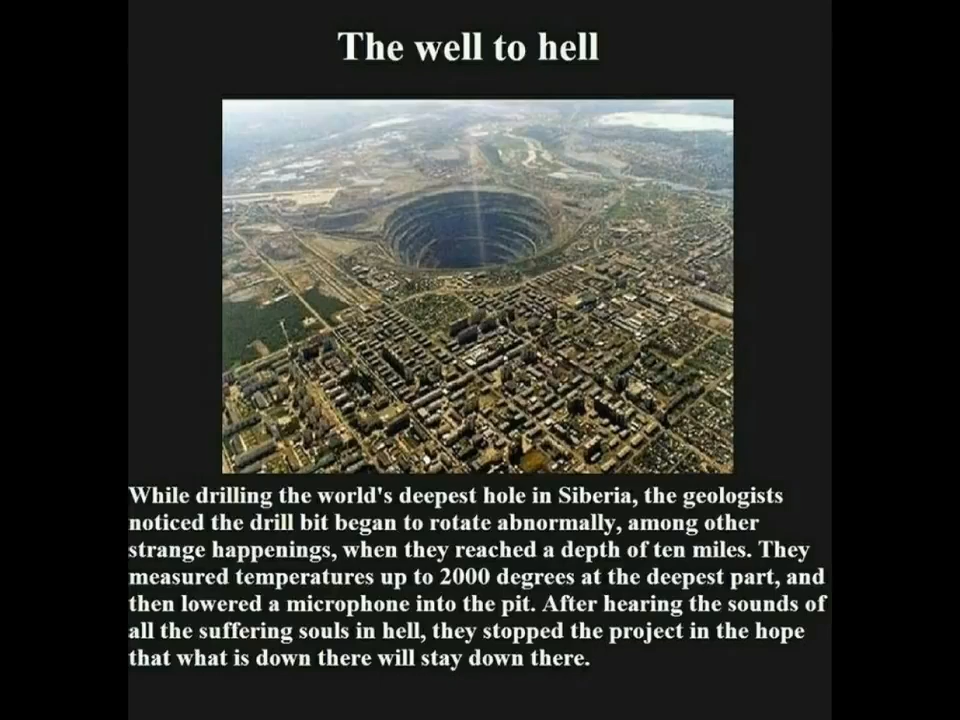 The well to hell
While drilling the world's deepest hole in Siberia, the geologists
noticed the drill bit began to rotate abnormally, among other
strange happenings, when they reached a depth of ten miles. They
measured temperatures up to 2000 degrees at the deepest part, and
then lowered a microphone into the pit. After hearing the sounds of
all the suffering souls in hell, they stopped the project in the hope
that what is down there will stay down there.